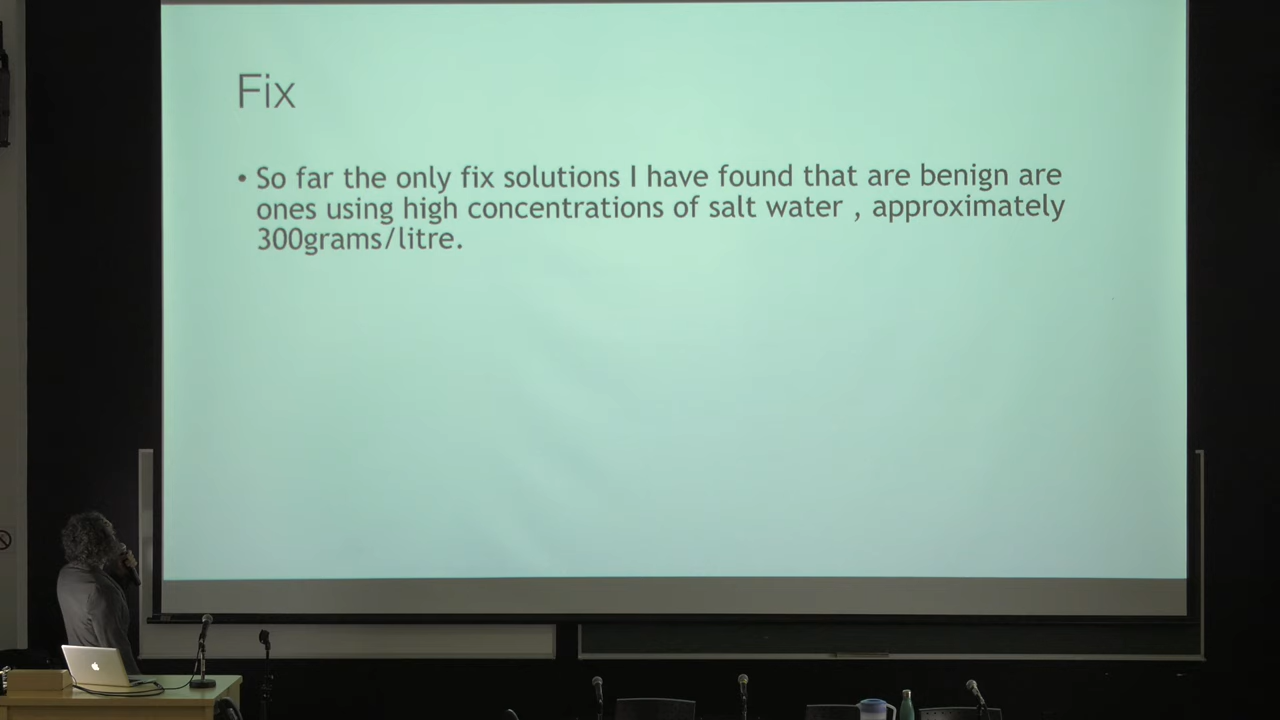 Fix
• So far the only fix solutions I have found that are benign are
ones using high concentrations of salt water , approximately
300grams/litre.